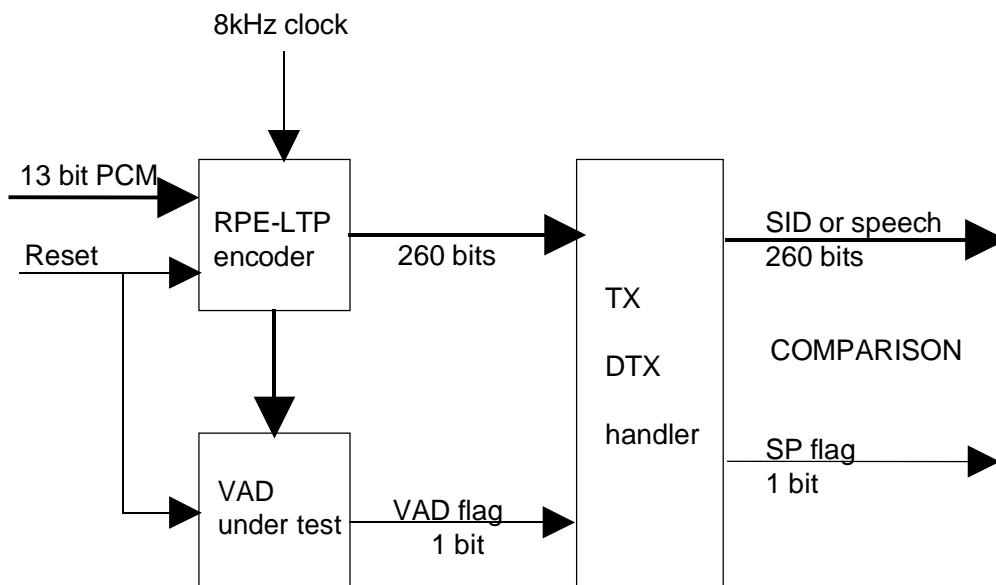 8kHz clock
13 bit PCM
RPE-LTP
encoder
Reset
260 bits
TX
DTX
handler
SID or speech
260 bits
COMPARISON
VAD
under test
VAD flag
1 bit
SP flag
1 bit